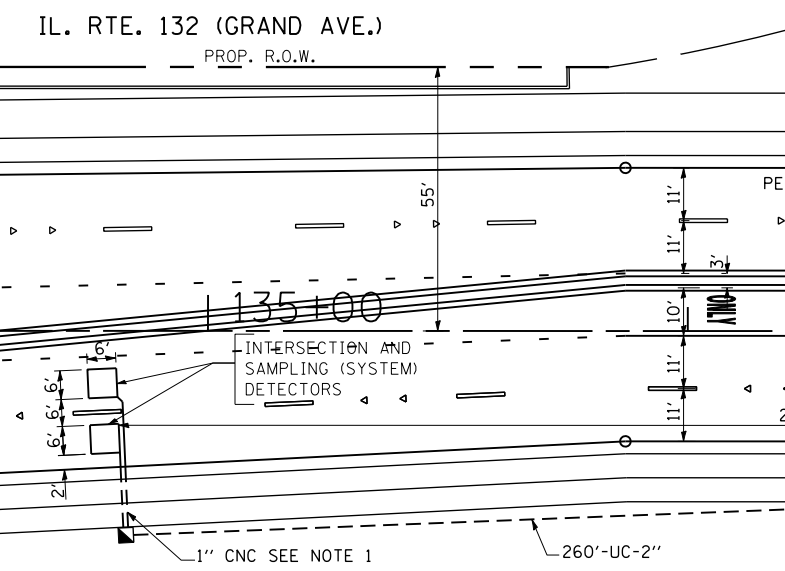 IL. RTE. 132 (GRAND AVE.)
PROP. R.O.W.
55'
11'
PE
11'
3'
135+00
10'
ONLY
6'
INTERSECTION AND
SAMPLING (SYSTEM)
DETECTORS
11'
6'
6'
11'
2
6'
2'
1" CNC SEE NOTE 1
260'-UC-2"